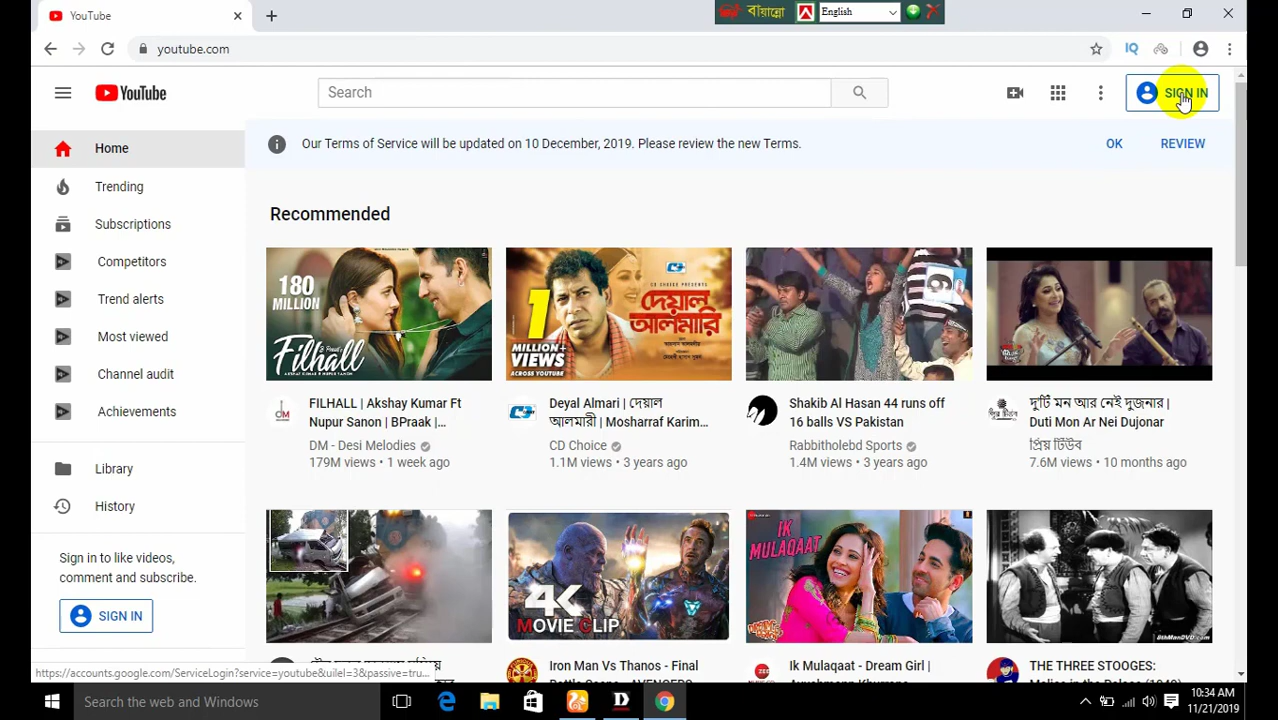 YouTube
বায়ান্নো
English
youtube.com
IQ
YouTube
Search
SIGN IN
Home
Our Terms of Service will be updated on 10 December, 2019. Please review the new Terms.
OK
REVIEW
Trending
Subscriptions
Competitors
Trend alerts
Most viewed
Channel audit
Achievements
Library
History
Sign in to like videos,
comment and subscribe.
SIGN IN
Recommended
180
MILLION
Filhall
CD CHOICE PRESENTS
দেয়াল
আলমারি
1
MILLION+
VIEWS
ACROSS YOUTUBE
FILHALL | Akshay Kumar Ft
Nupur Sanon | BPraak |...
DM - Desi Melodies
179M views • 1 week ago
Deyal Almari | দেয়াল
আলমারী | Mosharraf Karim...
CD Choice
1.1M views • 3 years ago
Shakib Al Hasan 44 runs off
16 balls VS Pakistan
Rabbitholebd Sports
1.4M views • 3 years ago
দুটি মন আর নেই দুজনার |
Duti Mon Ar Nei Dujonar
প্রিয় টিউব
7.6M views • 10 months ago
4K
MOVIE CLIP
IK
MULAQAAT
8thManDVD.com
Iron Man Vs Thanos - Final
Ik Mulaqaat - Dream Girl |
THE THREE STOOGES:
https://accounts.google.com/ServiceLogin?service=youtube&uilel=3&passive=tru...
Search the web and Windows
10:34 AM
11/21/2019